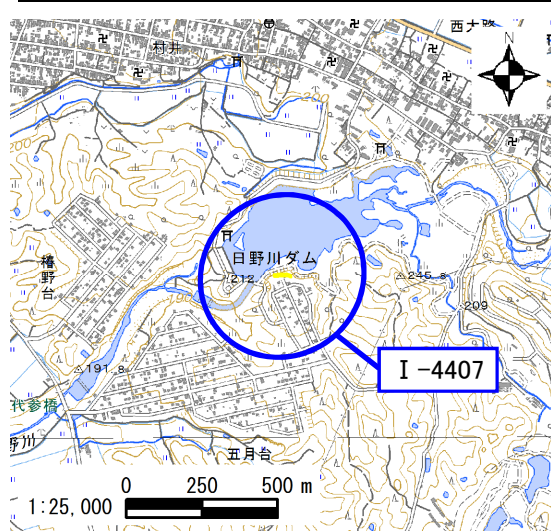 西大路
村井
N
日野川ダム
212
椿
野
台
245.8
209
I-4407
191.8
代参橋
野川
五月台
0 250 500 m
1:25,000